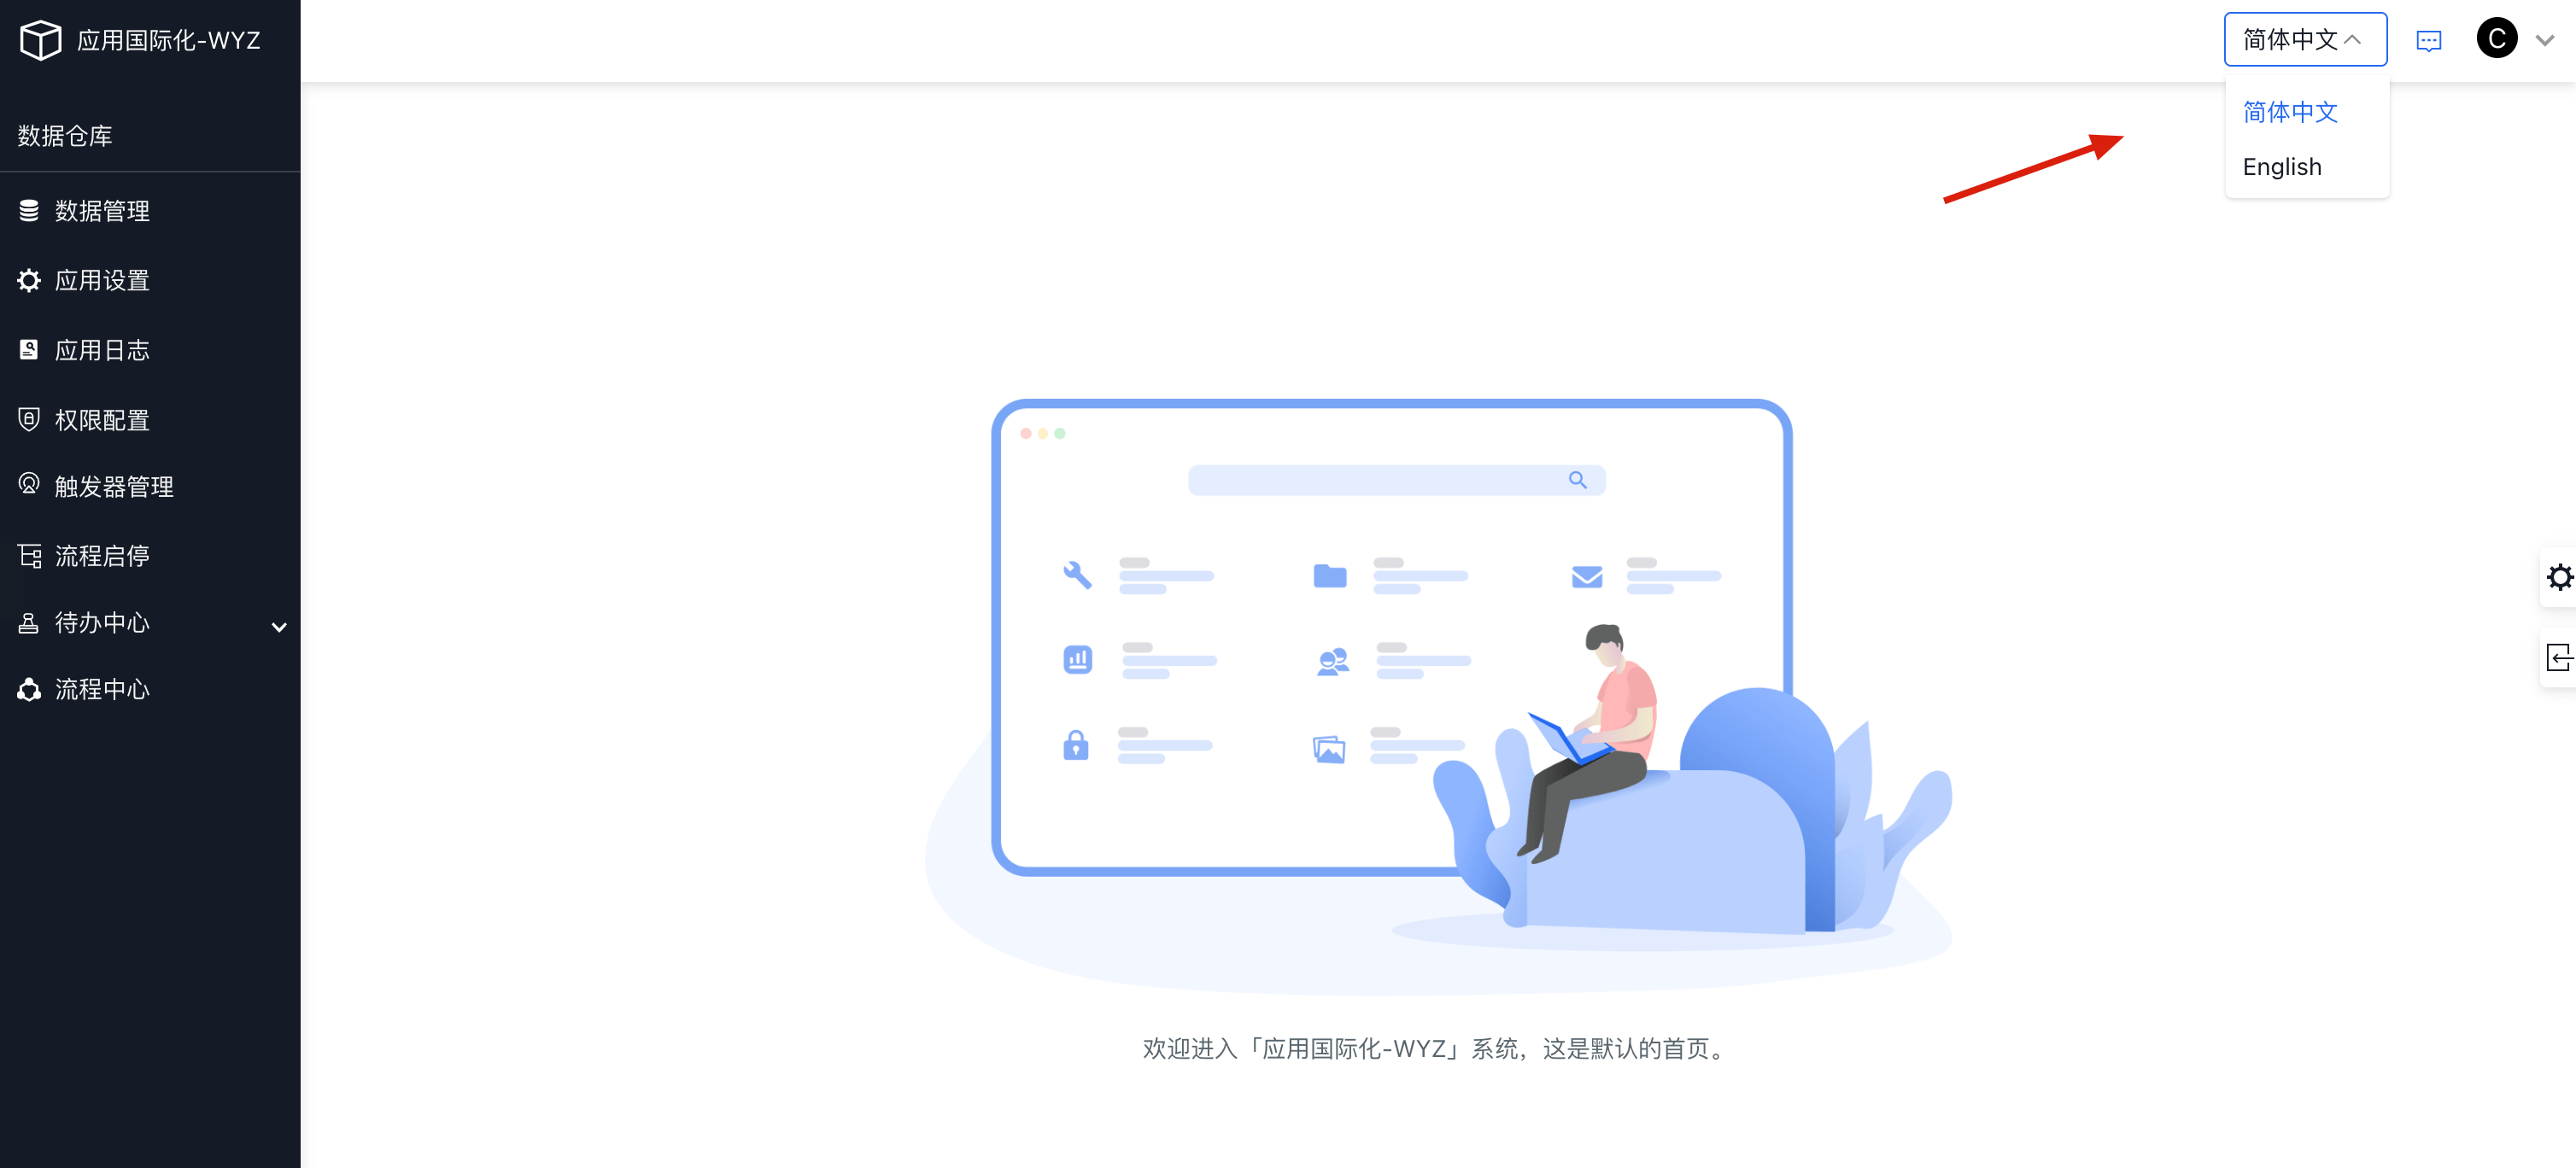 应用国际化-WYZ
简体中文
C
简体中文
English
数据仓库
数据管理
应用设置
应用日志
权限配置
触发器管理
流程启停
待办中心
流程中心
欢迎进入「应用国际化-WYZ」系统，这是默认的首页。